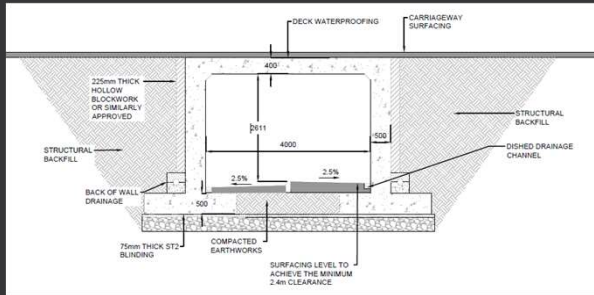 DECK WATERPROOFING
CARRIAGEWAY
SURFACING
400
225mm THICK
HOLLOW
BLOCKWORK
OR SIMILARLY
APPROVED
2611
500
STRUCTURAL
BACKFILL
4000
STRUCTURAL
BACKFILL
DISHED DRAINAGE
CHANNEL
2.5%
2.5%
BACK OF WALL
DRAINAGE
500
75mm THICK ST2
BLINDING
COMPACTED
EARTHWORKS
SURFACING LEVEL TO
ACHIEVE THE MINIMUM
2.4m CLEARANCE